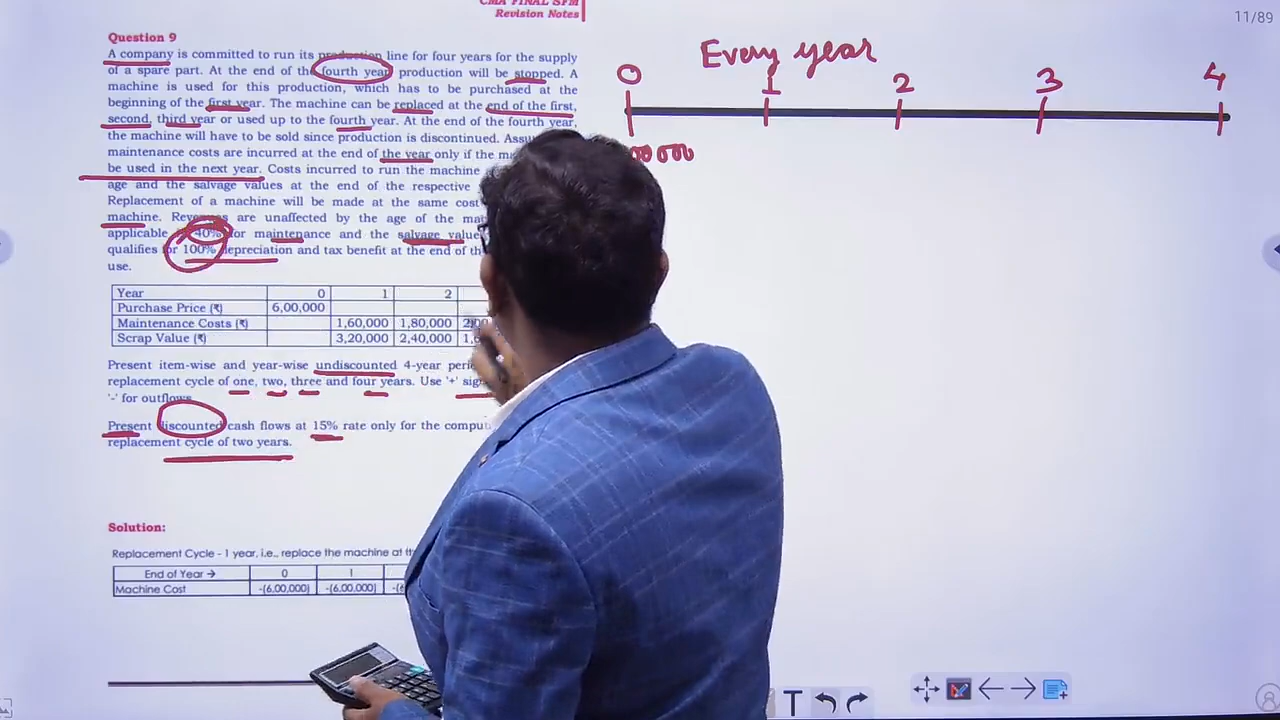 CMA FINAL SFM
Revision Notes
11/89
Question 9
A company is committed to run its production line for four years for the supply
of a spare part. At the end of the fourth year production will be stopped. A
machine is used for this production, which has to be purchased at the
beginning of the first year. The machine can be replaced at the end of the first,
second, third year or used up to the fourth year. At the end of the fourth year,
the machine will have to be sold since production is discontinued.
maintenance costs are incurred at the end of the year only if the
be used in the next year. Costs incurred to run the machine
age and the salvage values at the end of the respective
Replacement of a machine will be made at the same cost
machine. Revenues are unaffected by the age of the
applicable 40% for maintenance and the salvage value
qualifies for 100% depreciation and tax benefit at the end of
use.
Year 0 1 2
Purchase Price (₹) 6,00,000
Maintenance Costs (₹) 1,60,000 1,80,000
Scrap Value (₹) 3,20,000 2,40,000
Present item-wise and year-wise undiscounted 4-year
replacement cycle of one, two, three and four years. Use '+'
'-' for outflows
Present discounted cash flows at 15% rate only for the
replacement cycle of two years.
Solution:
Replacement Cycle - 1 year, i.e., replace the machine at
End of Year → 0 1
Machine Cost -(6,00,000) -(6,00,000)
Every year
0 1 2 3 4
T